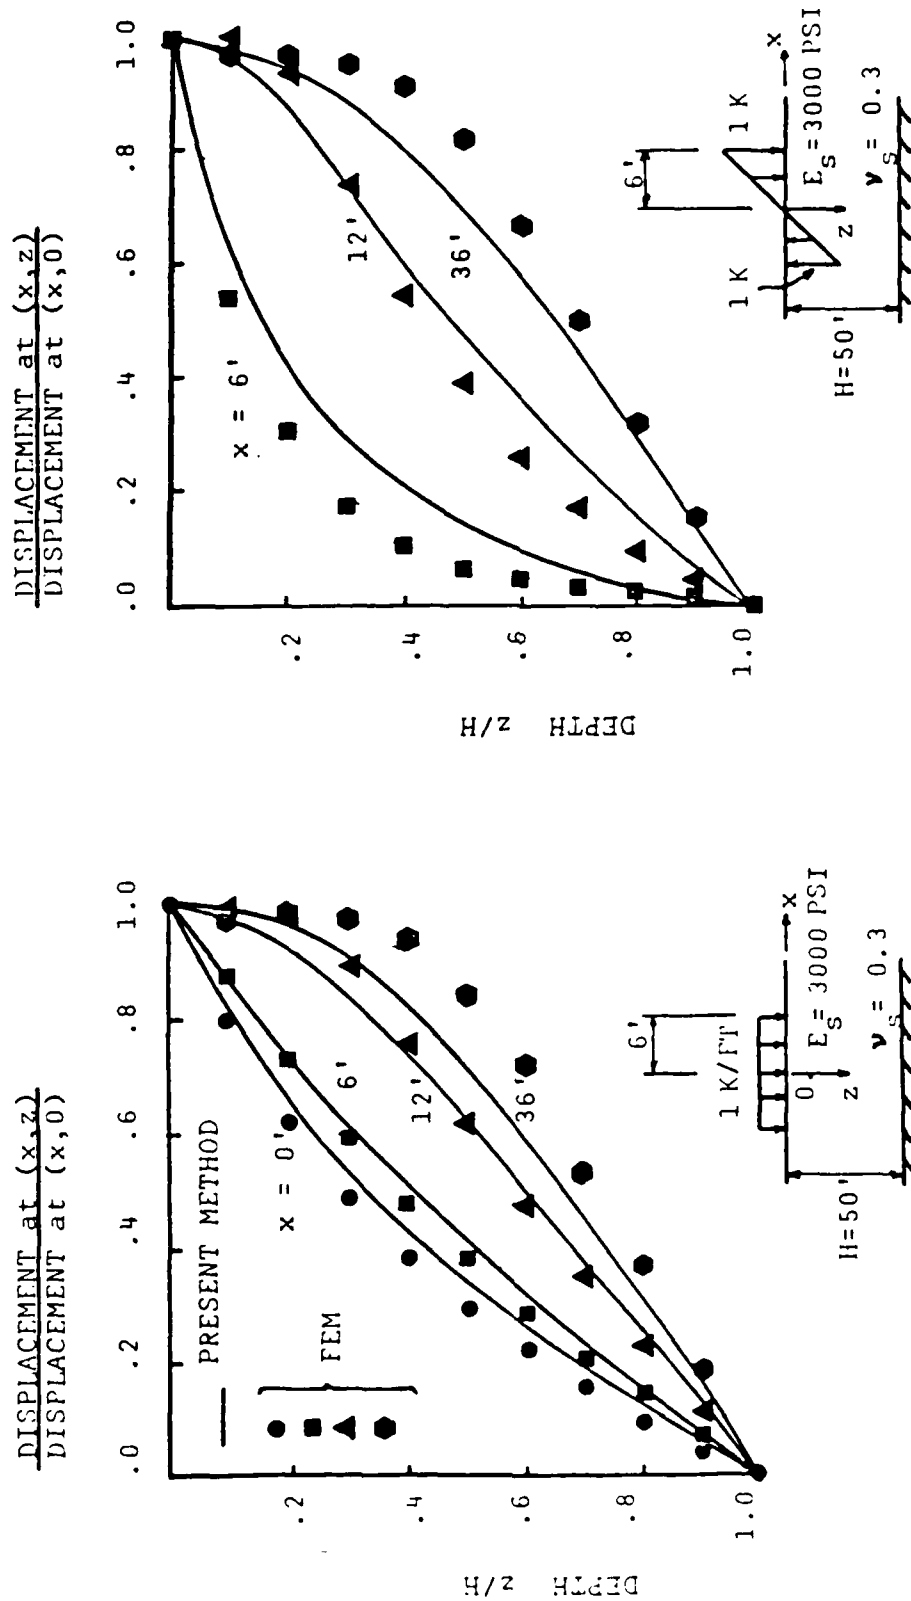 DISPLACEMENT at (x,z)
DISPLACEMENT at (x,0)
.0
.2
.4
.6
.8
1.0
DEPTH z/H
.2
.4
.6
.8
1.0
PRESENT METHOD
FEM
x = 0'
6'
12'
36'
6'
1 K/FT
0
x
z
E_s = 3000 PSI
ν_s = 0.3
H=50'
DISPLACEMENT at (x,z)
DISPLACEMENT at (x,0)
.0
.2
.4
.6
.8
1.0
DEPTH z/H
.2
.4
.6
.8
1.0
x = 6'
12'
36'
6'
1 K
1 K
x
z
E_s = 3000 PSI
ν_s = 0.3
H=50'